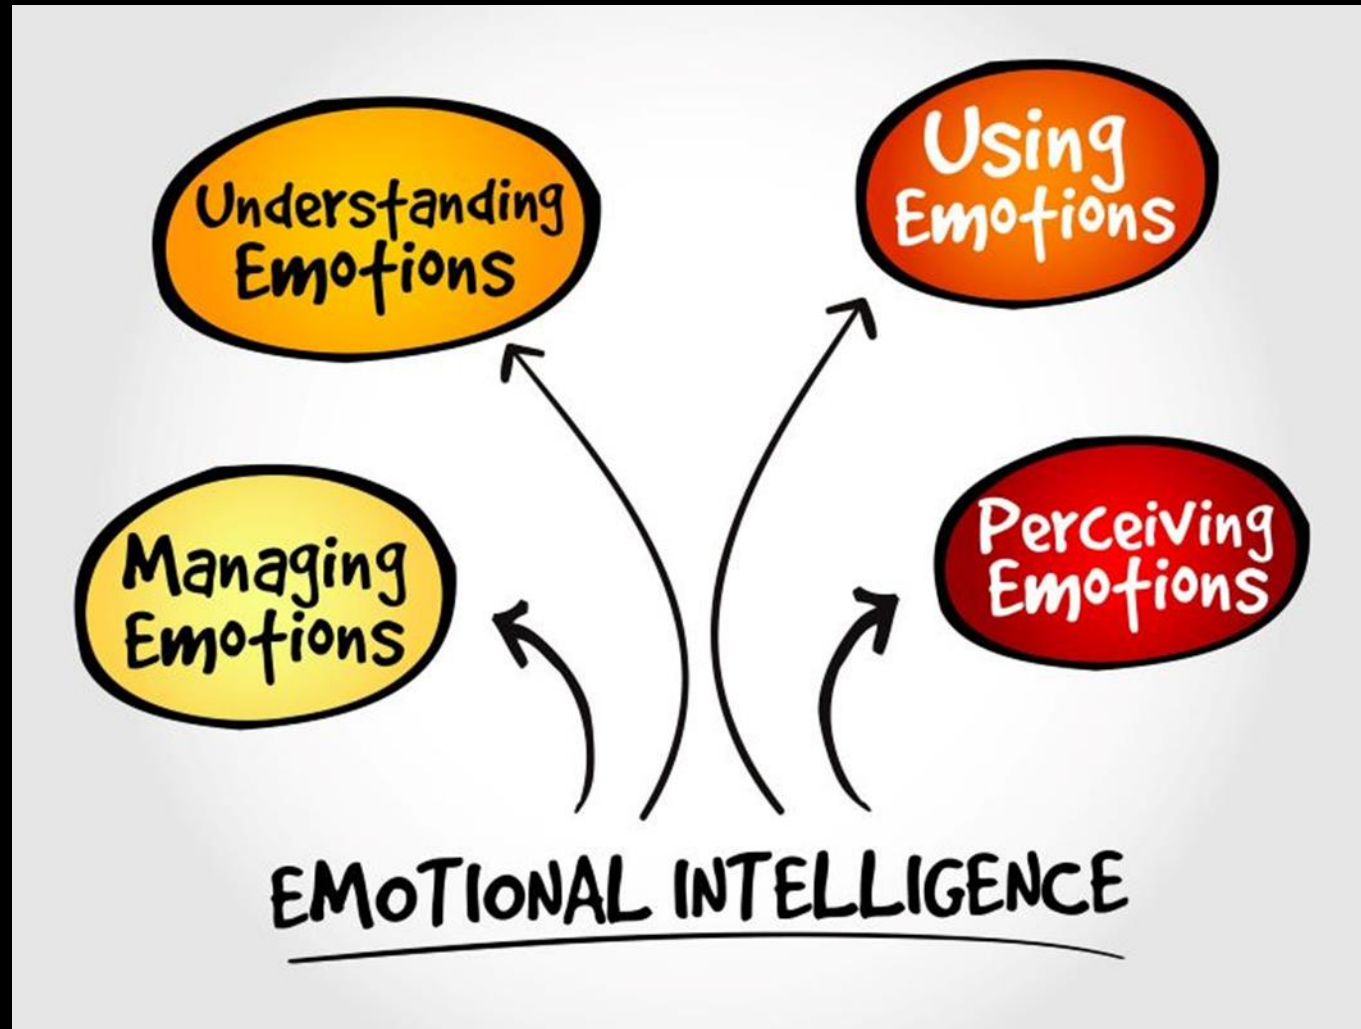 Understanding
Emotions
Using
Emotions
Managing
Emotions
Perceiving
Emotions
EMOTIONAL INTELLIGENCE